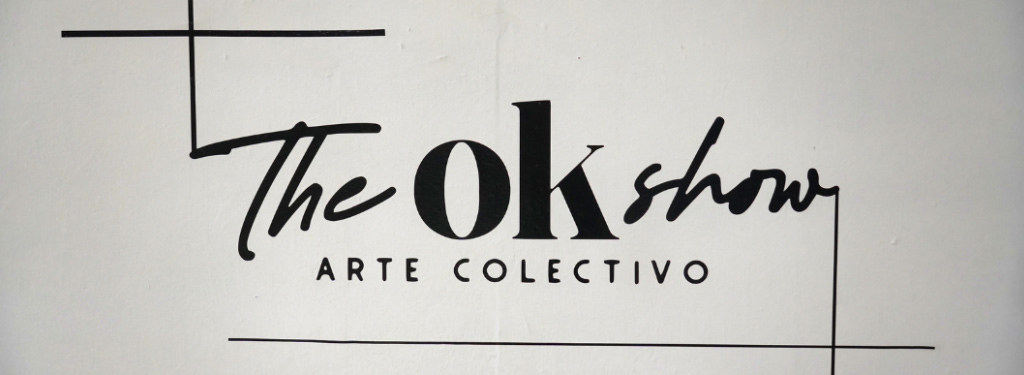 The ok show
ARTE COLECTIVO